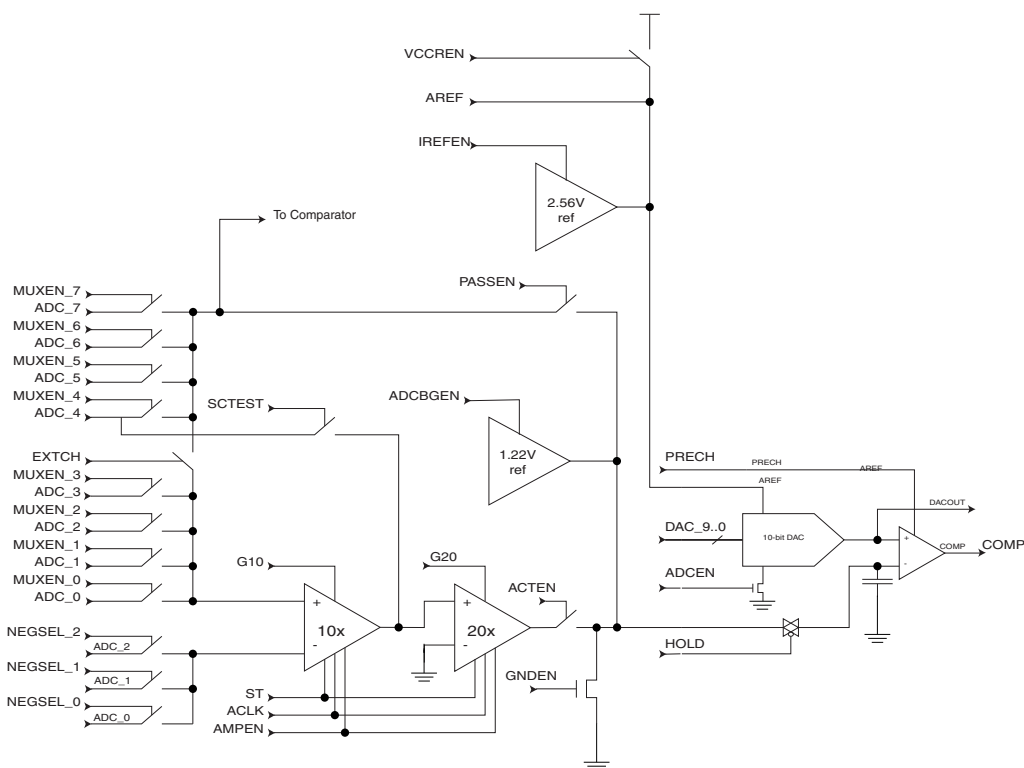 VCCREN
AREF
IREFEN
2.56V
ref
To Comparator
PASSEN
MUXEN_7
ADC_7
MUXEN_6
ADC_6
MUXEN_5
ADC_5
MUXEN_4
ADC_4
SCTEST
ADCBGEN
1.22V
ref
EXTCH
MUXEN_3
ADC_3
MUXEN_2
ADC_2
MUXEN_1
ADC_1
MUXEN_0
ADC_0
PRECH
PRECH
AREF
AREF
DACOUT
DAC_9..0
10-bit DAC
+
-
COMP
COMP
ADCEN
HOLD
G10
+
10x
-
G20
+
20x
-
ACTEN
NEGSEL_2
ADC_2
NEGSEL_1
ADC_1
NEGSEL_0
ADC_0
ST
ACLK
AMPEN
GNDEN